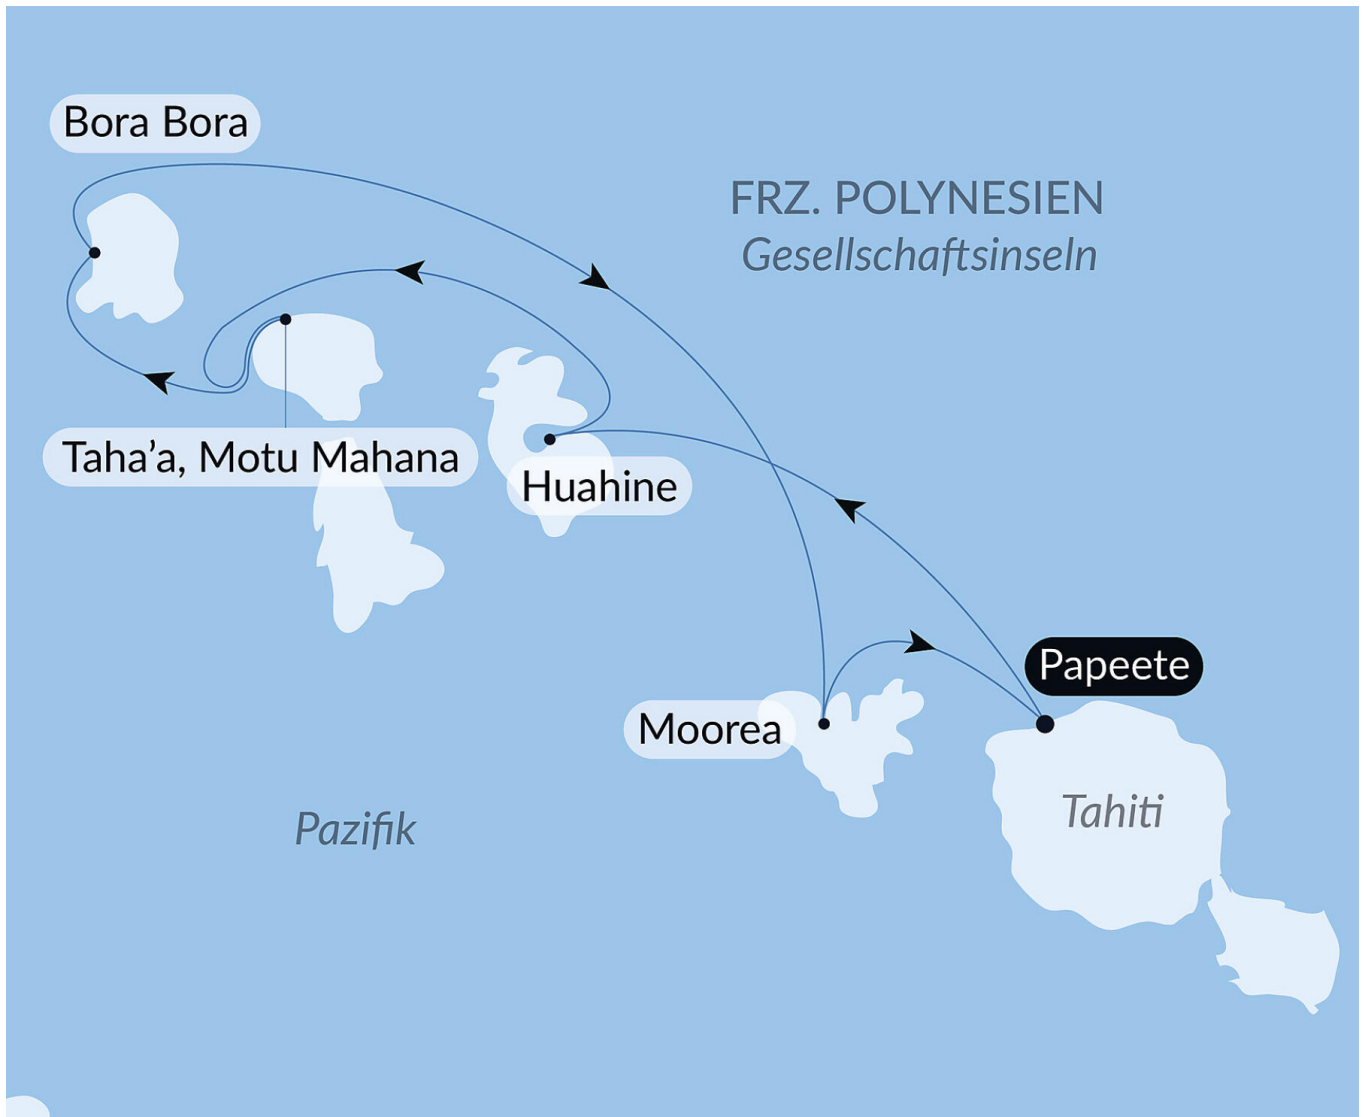 Bora Bora
FRZ. POLYNESIEN
Gesellschaftsinseln
Taha’a, Motu Mahana
Huahine
Papeete
Moorea
Tahiti
Pazifik